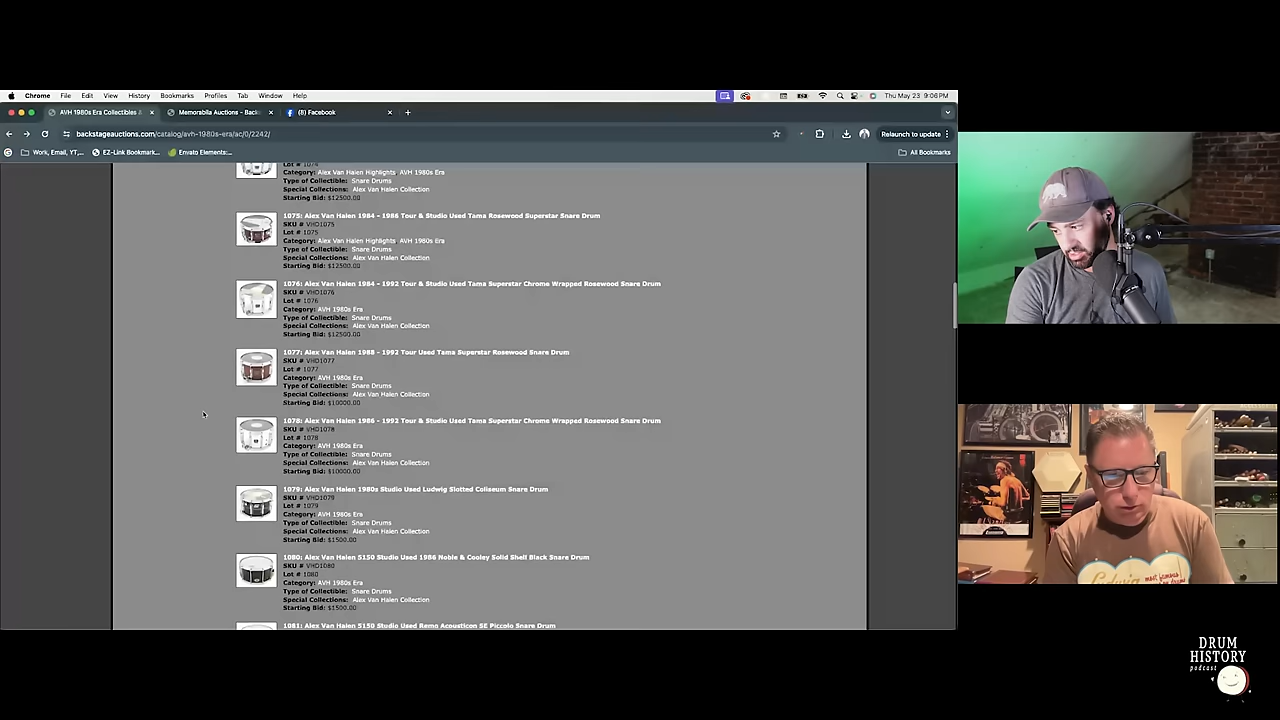 Chrome File Edit View History Bookmarks Profiles Tab Window Help Thu May 23 9:06 PM
AVH 1980s Era Collectibles & Memorabilia Auctions - Back (8) Facebook
backstageauctions.com/catalog/avh-1980s-era/ac/0/2242/ Relaunch to update
Work, Email, YT,... EZ-Link Bookmark... Envato Elements:... All Bookmarks
Lot # 1074
Category: Alex Van Halen Highlights AVH 1980s Era
Type of Collectible: Snare Drums
Special Collections: Alex Van Halen Collection
Starting Bid: $12500.00
1075: Alex Van Halen 1984 - 1986 Tour & Studio Used Tama Rosewood Superstar Snare Drum
SKU # VHD1075
Lot # 1075
Category: Alex Van Halen Highlights AVH 1980s Era
Type of Collectible: Snare Drums
Special Collections: Alex Van Halen Collection
Starting Bid: $12500.00
1076: Alex Van Halen 1984 - 1992 Tour & Studio Used Tama Superstar Chrome Wrapped Rosewood Snare Drum
SKU # VHD1076
Lot # 1076
Category: AVH 1980s Era
Type of Collectible: Snare Drums
Special Collections: Alex Van Halen Collection
Starting Bid: $12500.00
1077: Alex Van Halen 1988 - 1992 Tour Used Tama Superstar Rosewood Snare Drum
SKU # VHD1077
Lot # 1077
Category: AVH 1980s Era
Type of Collectible: Snare Drums
Special Collections: Alex Van Halen Collection
Starting Bid: $10000.00
1078: Alex Van Halen 1986 - 1992 Tour & Studio Used Tama Superstar Chrome Wrapped Rosewood Snare Drum
SKU # VHD1078
Lot # 1078
Category: AVH 1980s Era
Type of Collectible: Snare Drums
Special Collections: Alex Van Halen Collection
Starting Bid: $10000.00
1079: Alex Van Halen 1980s Studio Used Ludwig Slotted Coliseum Snare Drum
SKU # VHD1079
Lot # 1079
Category: AVH 1980s Era
Type of Collectible: Snare Drums
Special Collections: Alex Van Halen Collection
Starting Bid: $1500.00
1080: Alex Van Halen 5150 Studio Used 1986 Noble & Cooley Solid Shell Black Snare Drum
SKU # VHD1080
Lot # 1080
Category: AVH 1980s Era
Type of Collectible: Snare Drums
Special Collections: Alex Van Halen Collection
Starting Bid: $1500.00
1081: Alex Van Halen 5150 Studio Used Remo Acousticon SE Piccolo Snare Drum
Ludwig
most famous
DRUM
HISTORY
podcast